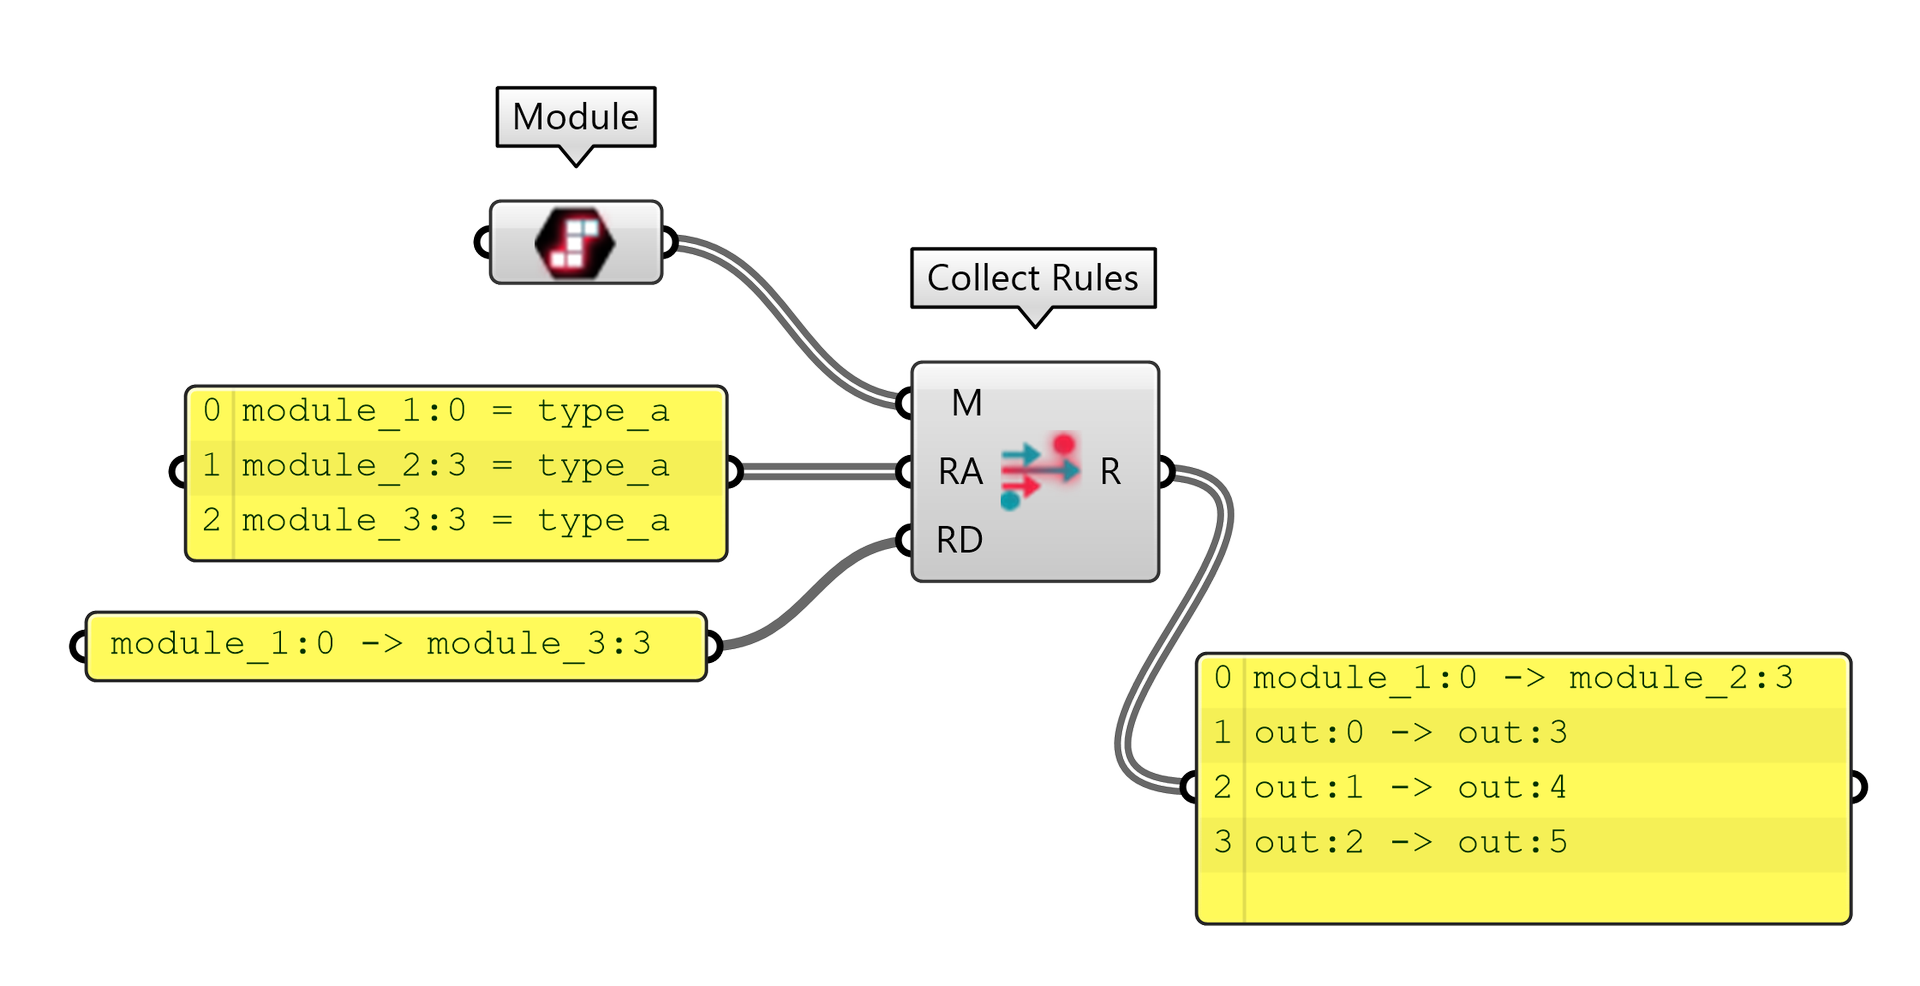 Module
Collect Rules
M
RA
RD
R
0 module_1:0 = type_a
1 module_2:3 = type_a
2 module_3:3 = type_a
module_1:0 -> module_3:3
0 module_1:0 -> module_2:3
1 out:0 -> out:3
2 out:1 -> out:4
3 out:2 -> out:5